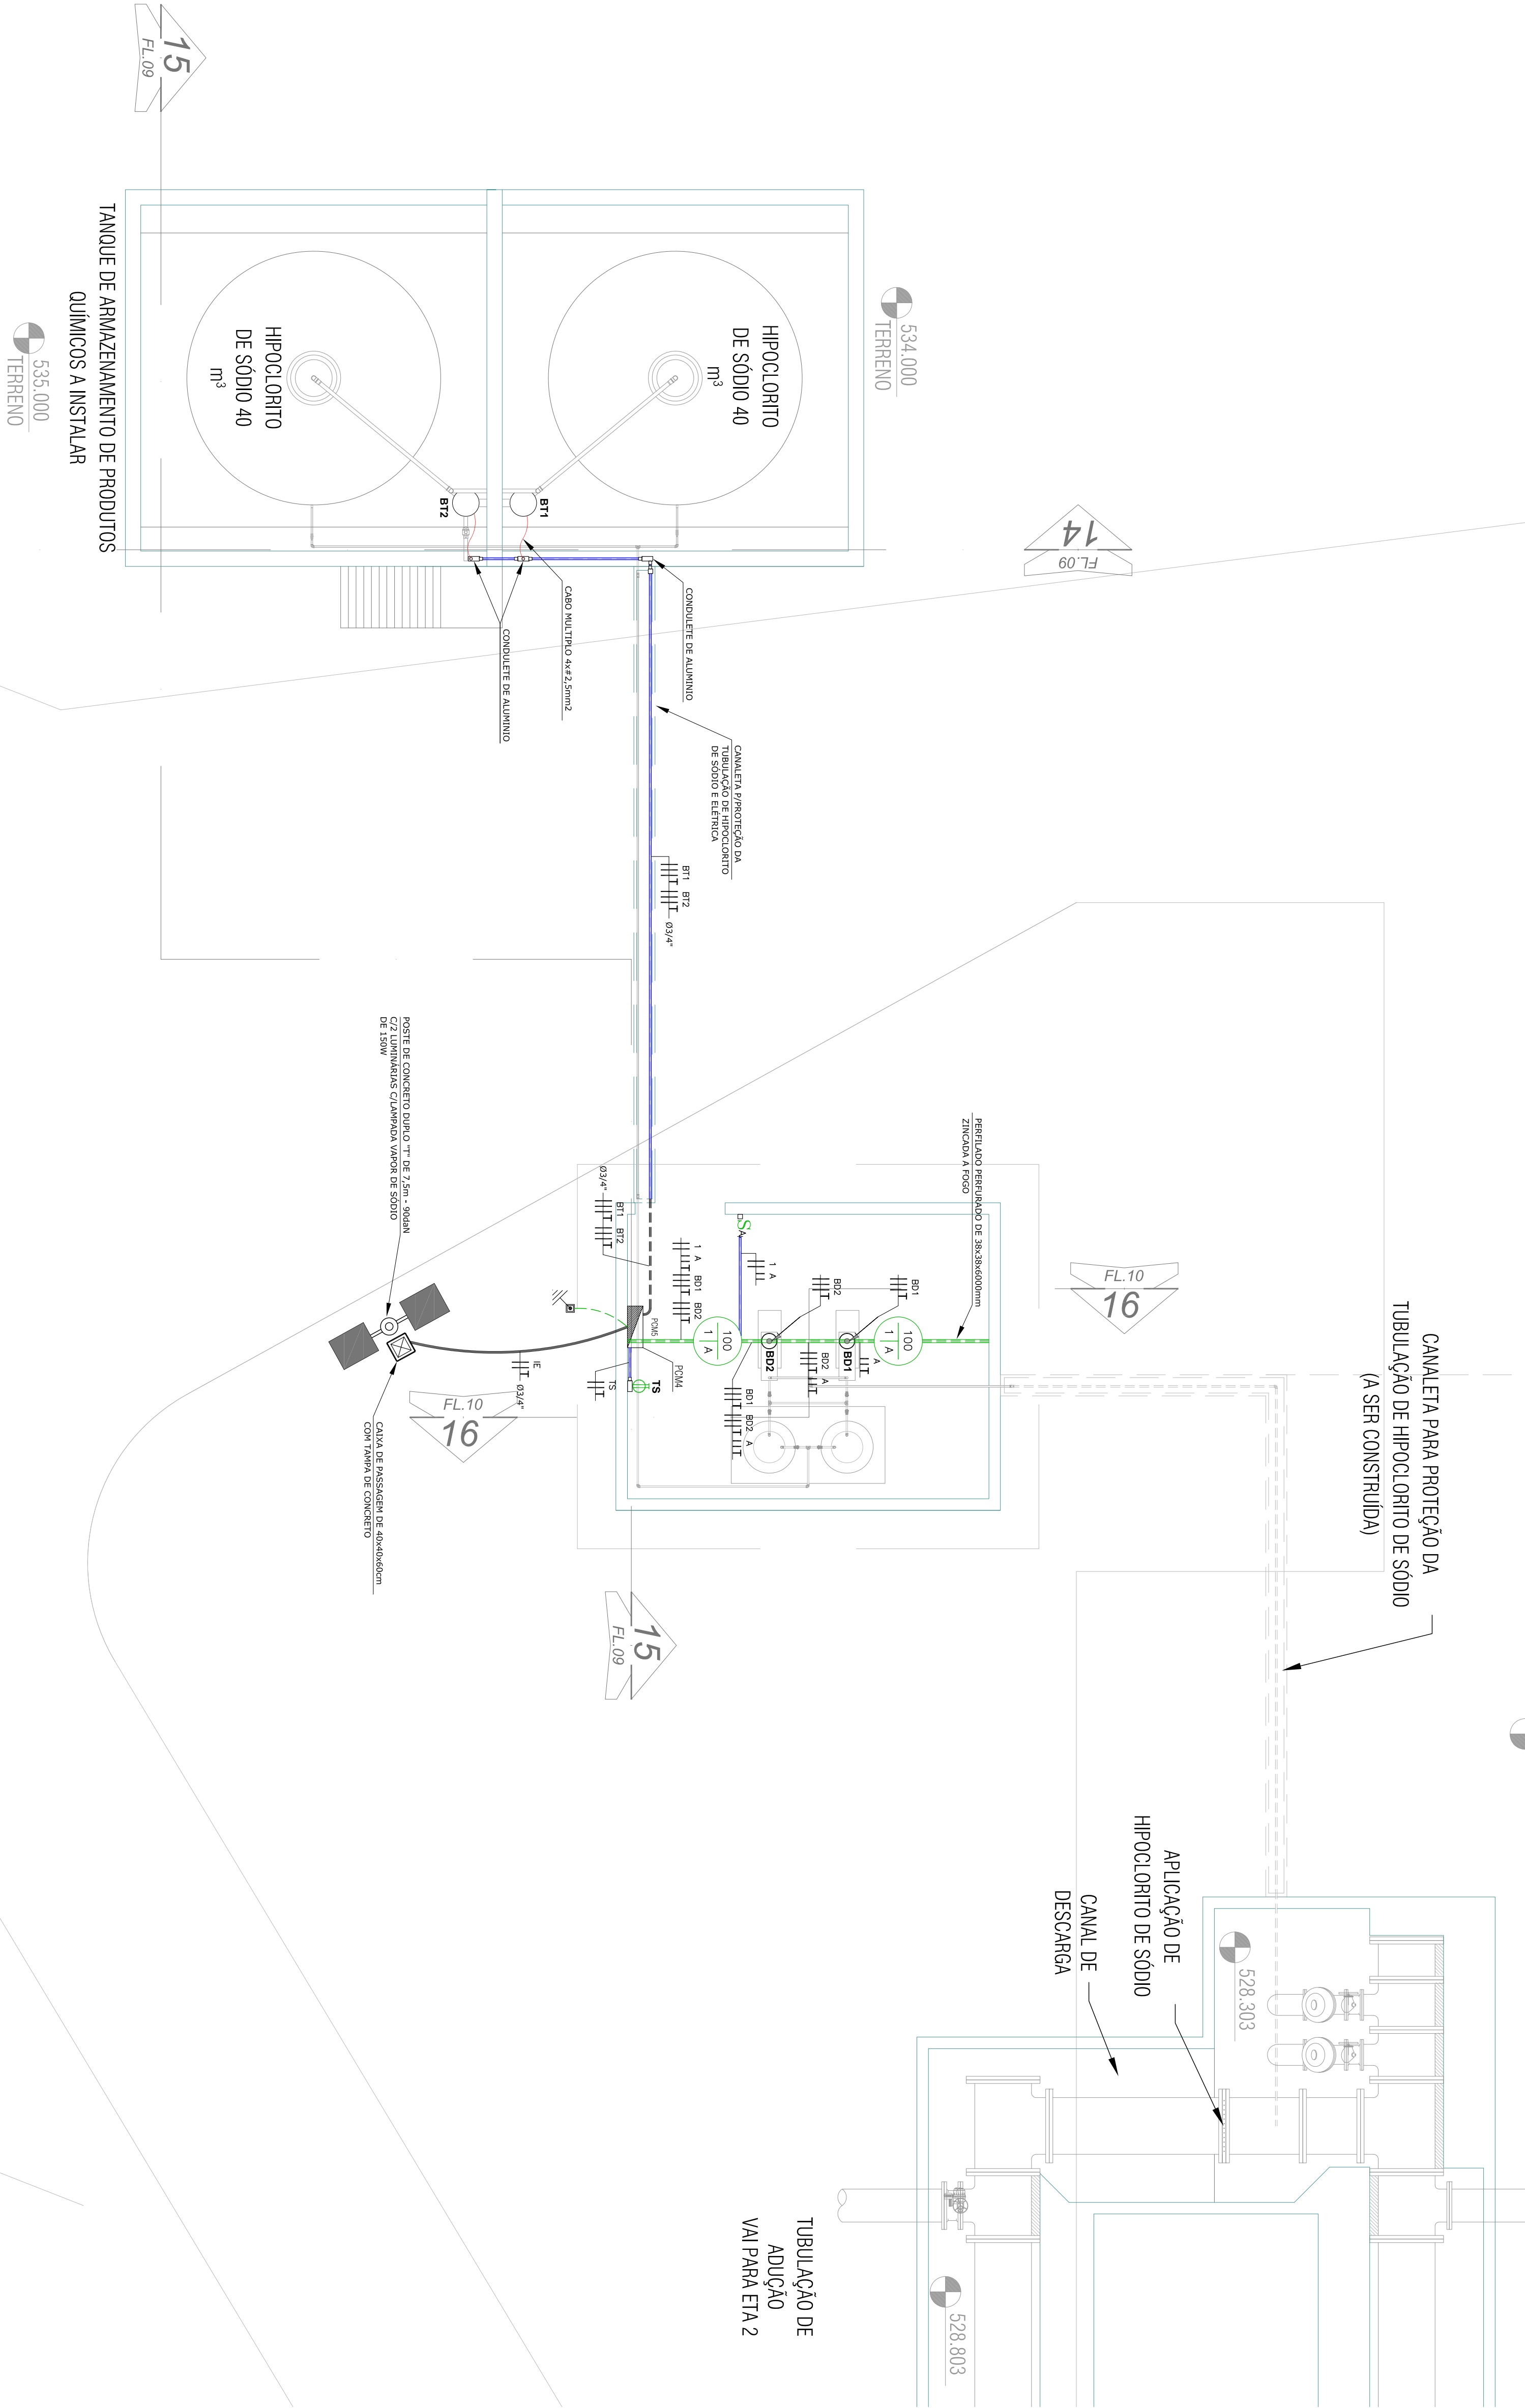 15
FL.09
534.000
TERRENO
HIPOCLORITO
DE SÓDIO 40
m³
HIPOCLORITO
DE SÓDIO 40
m³
TANQUE DE ARMAZENAMENTO DE PRODUTOS
QUÍMICOS A INSTALAR
535.000
TERRENO
BT1
BT2
14
FL.09
CONDULETE DE ALUMINIO
CABO MULTIPLO 4x#2,5mm2
CONDULETE DE ALUMINIO
CANALETA P/PROTEÇÃO DA
TUBULAÇÃO DE HIPOCLORITO
DE SÓDIO E ELÉTRICA
BT1 BT2
Ø3/4"
POSTE DE CONCRETO DUPLO "T" DE 7,5m - 90daN
C/2 LUMINÁRIAS C/LAMPADA VAPOR DE SÓDIO
DE 150W
PERFILADO PERFURADO DE 38x38x6000mm
ZINCADA A FOGO
Ø3/4"
BT1 BT2
1 A BD1 BD2
SA
1 A
BD2
BD1
100
1 A
100
1 A
BD1
BD2
A
BD2 A
BD1 BD2 A
PCM5
PCM4
TS
TS
IE
Ø3/4"
FL.10
16
FL.10
16
CAIXA DE PASSAGEM DE 40x40x60cm
COM TAMPA DE CONCRETO
15
FL.09
CANALETA PARA PROTEÇÃO DA
TUBULAÇÃO DE HIPOCLORITO DE SÓDIO
(A SER CONSTRUÍDA)
APLICAÇÃO DE
HIPOCLORITO DE SÓDIO
CANAL DE
DESCARGA
528.303
528.803
TUBULAÇÃO DE
ADUÇÃO
VAI PARA ETA 2